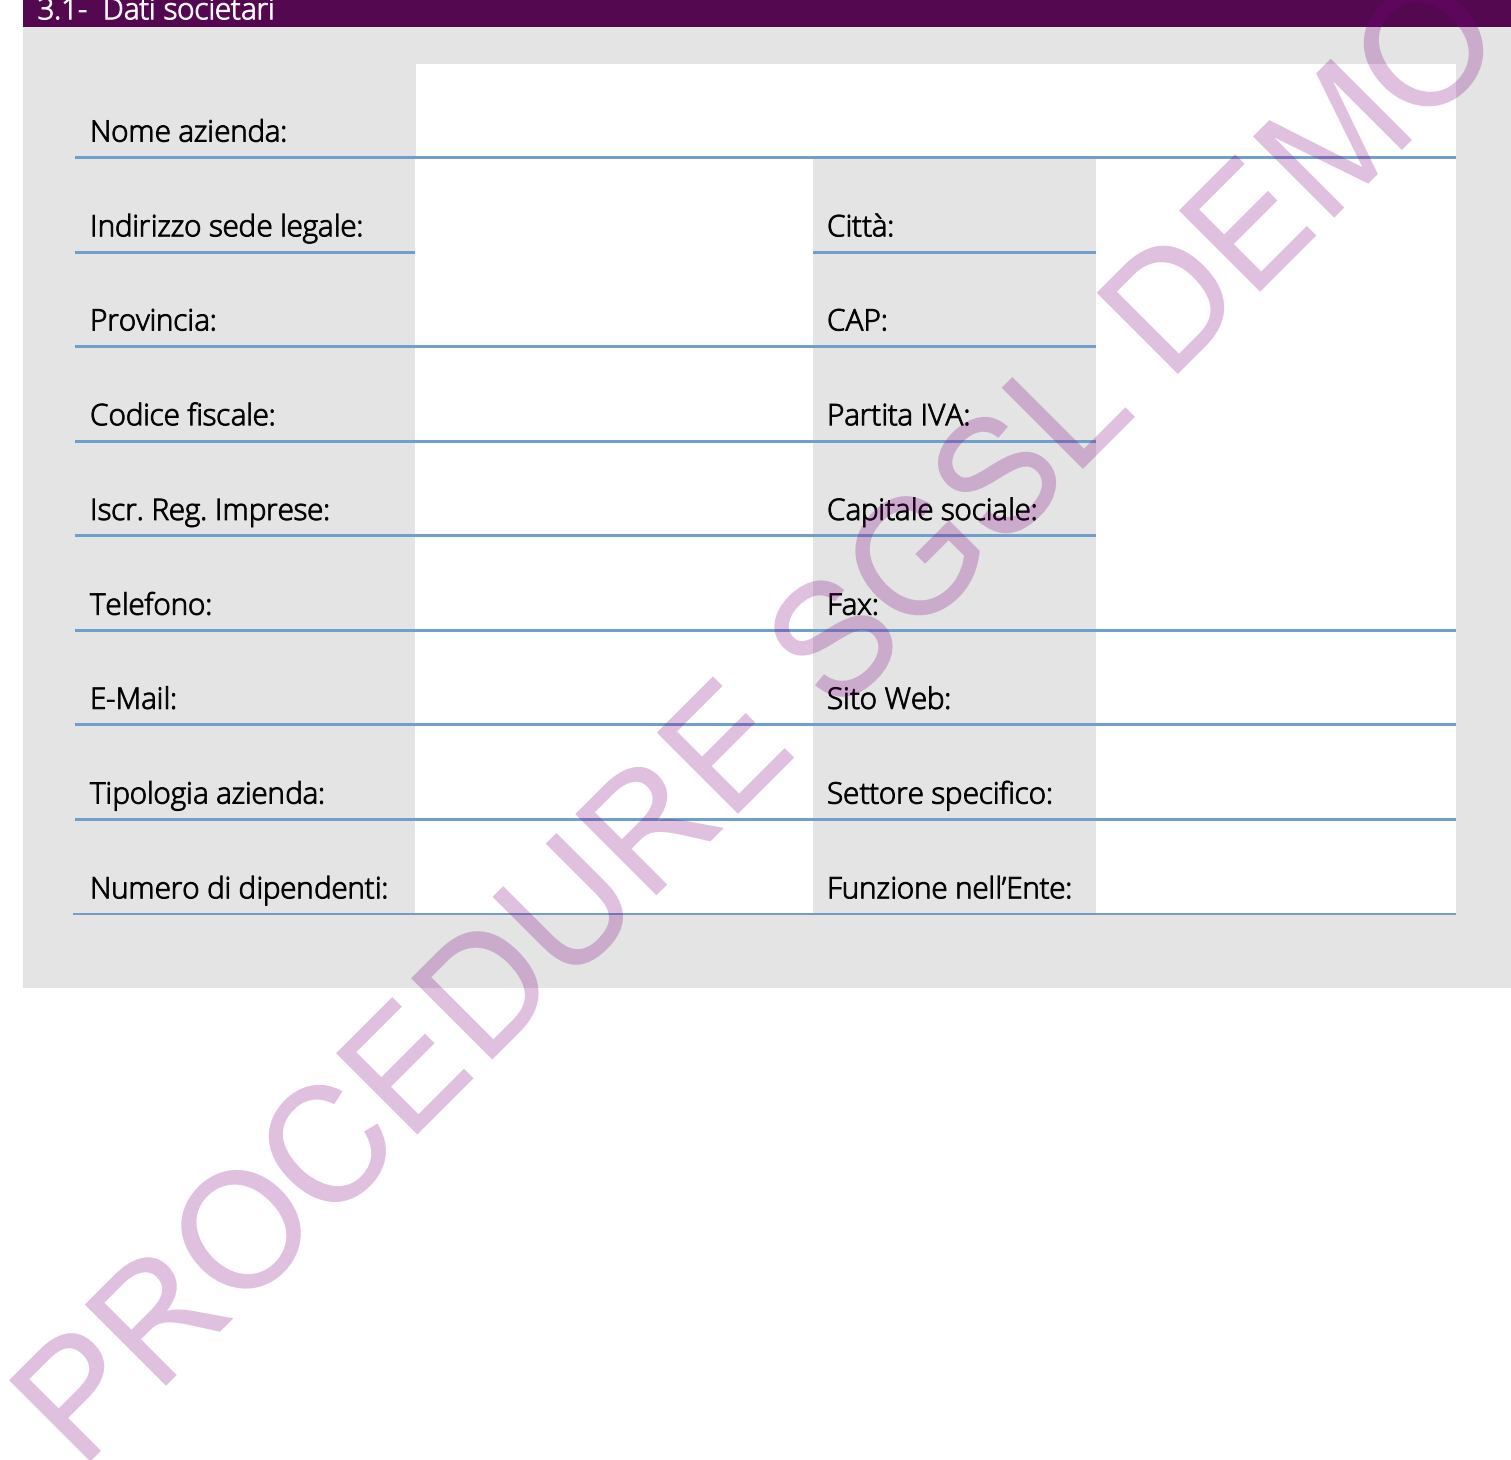 3.1- Dati societari
Nome azienda:
Indirizzo sede legale: Città:
Provincia: CAP:
Codice fiscale: Partita IVA:
Iscr. Reg. Imprese: Capitale sociale:
Telefono: Fax:
E-Mail: Sito Web:
Tipologia azienda: Settore specifico:
Numero di dipendenti: Funzione nell’Ente:
PROCEDURE SGSL DEMO